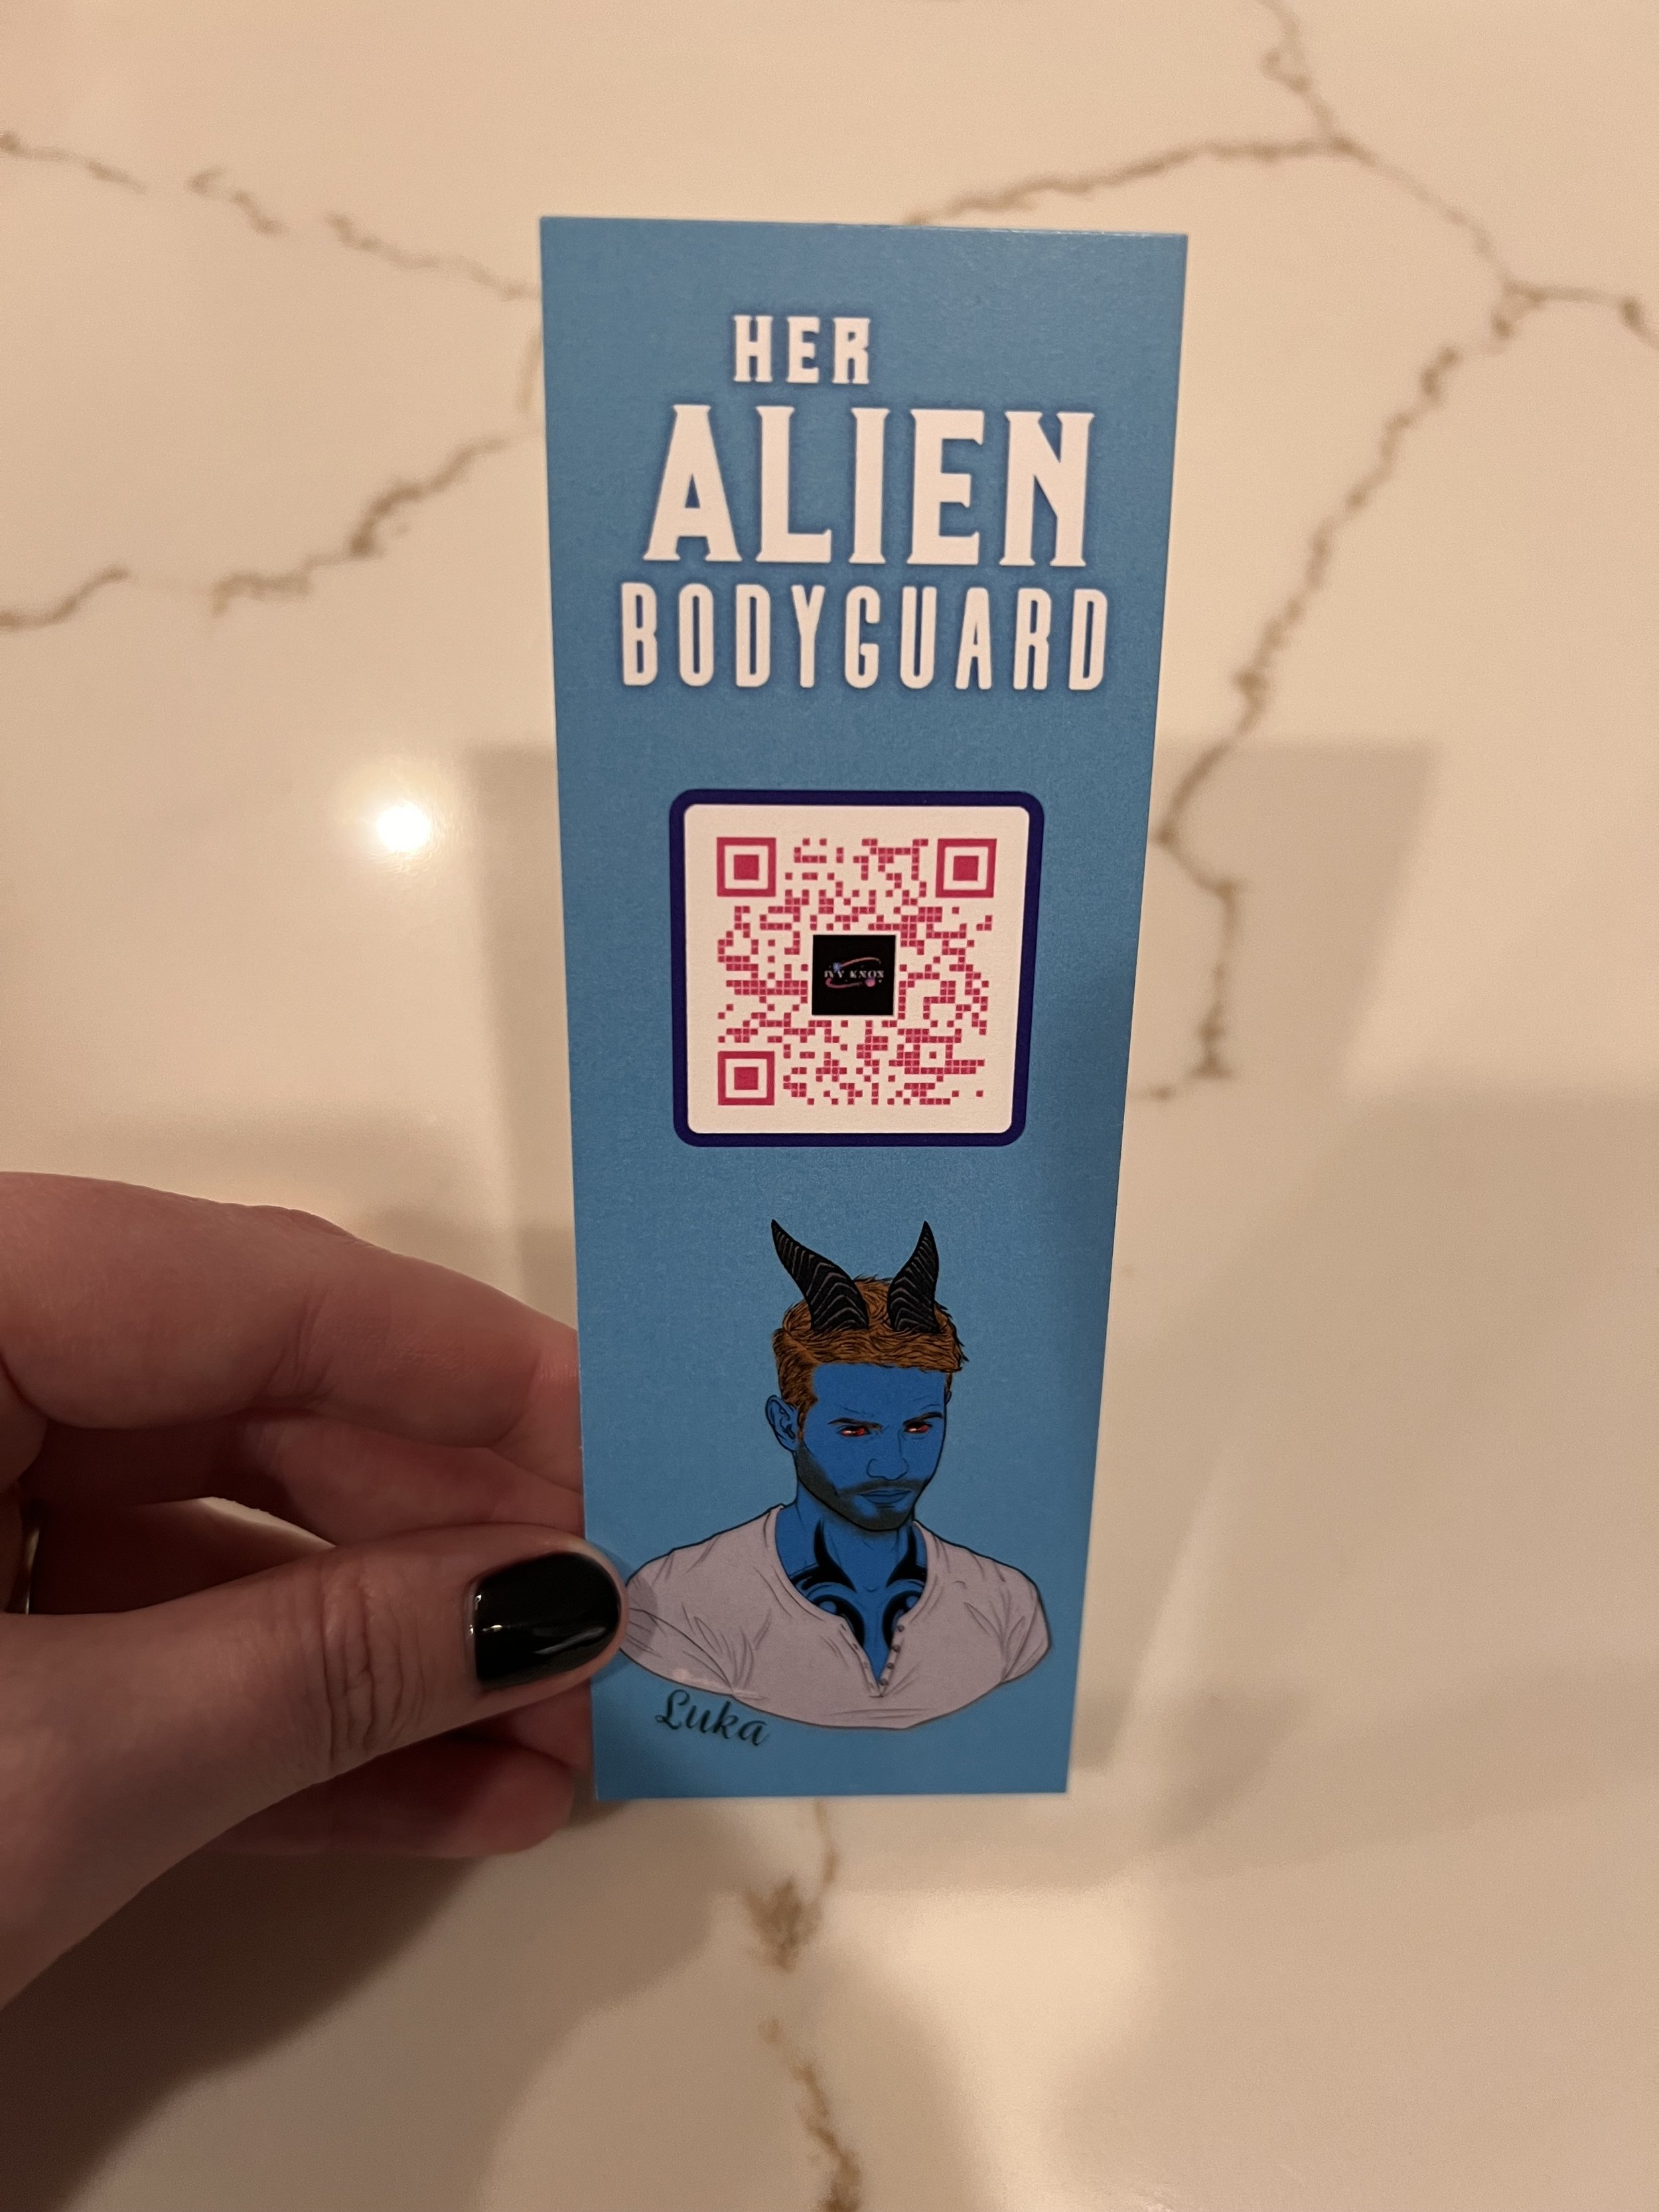 HER
ALIEN
BODYGUARD
IVY KNOX
Luka